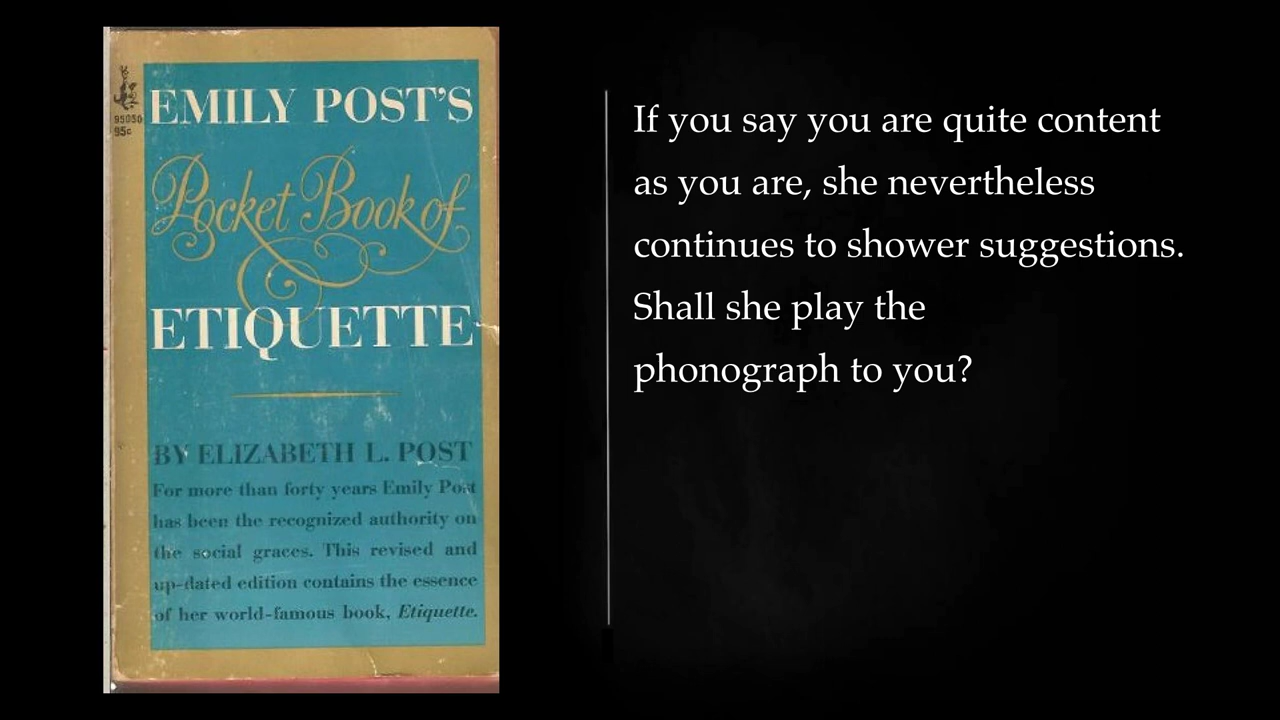 95050
95c
EMILY POST'S
Pocket Book of
ETIQUETTE
BY ELIZABETH L. POST
For more than forty years Emily Post
has been the recognized authority on
the social graces. This revised and
up-dated edition contains the essence
of her world-famous book, Etiquette.
If you say you are quite content
as you are, she nevertheless
continues to shower suggestions.
Shall she play the
phonograph to you?